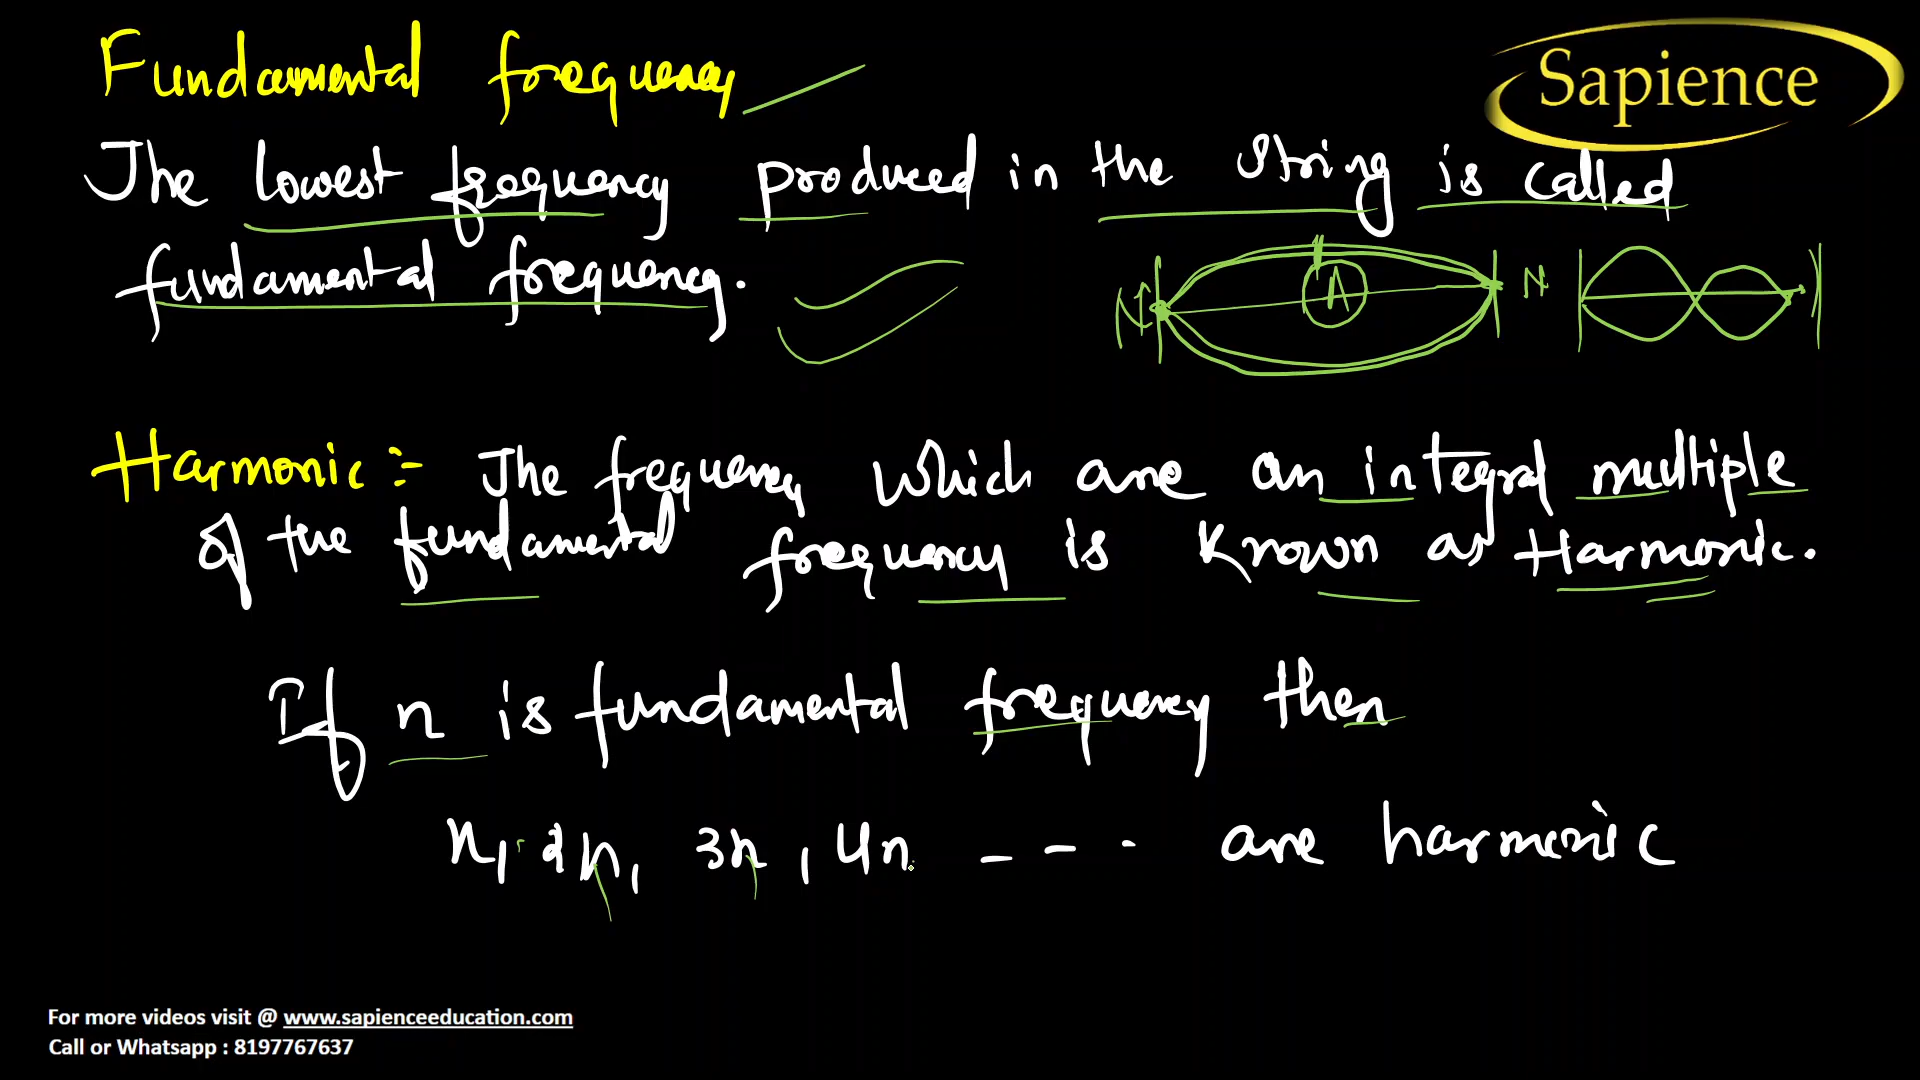 Fundamental frequency
Sapience
The lowest frequency produced in the string is called
fundamental frequency.
N A N
Harmonic :- The frequency which are an integral multiple
of the fundamental frequency is known as Harmonic.
If n is fundamental frequency then
n, 2n, 3n, 4n - - - are harmonic
For more videos visit @ www.sapienceeducation.com
Call or Whatsapp : 8197767637